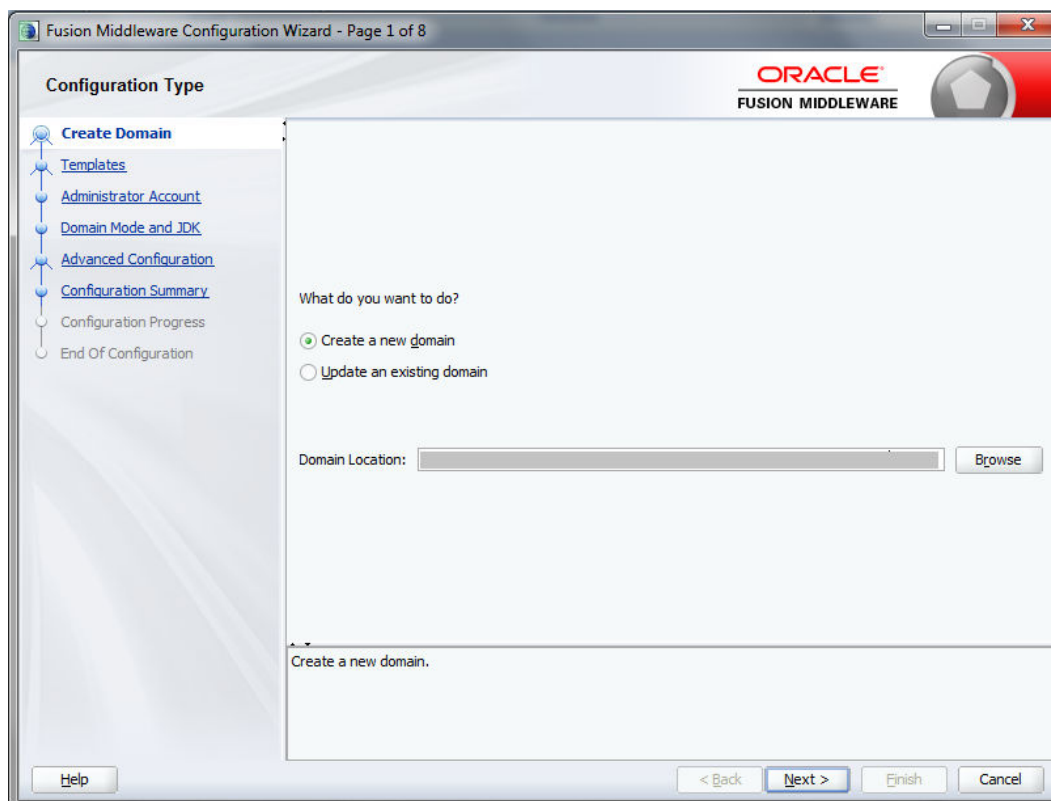 Fusion Middleware Configuration Wizard - Page 1 of 8
Configuration Type
ORACLE
FUSION MIDDLEWARE
Create Domain
Templates
Administrator Account
Domain Mode and JDK
Advanced Configuration
Configuration Summary
Configuration Progress
End Of Configuration
What do you want to do?
Create a new domain
Update an existing domain
Domain Location:
Browse
Create a new domain.
Help
< Back
Next >
Finish
Cancel